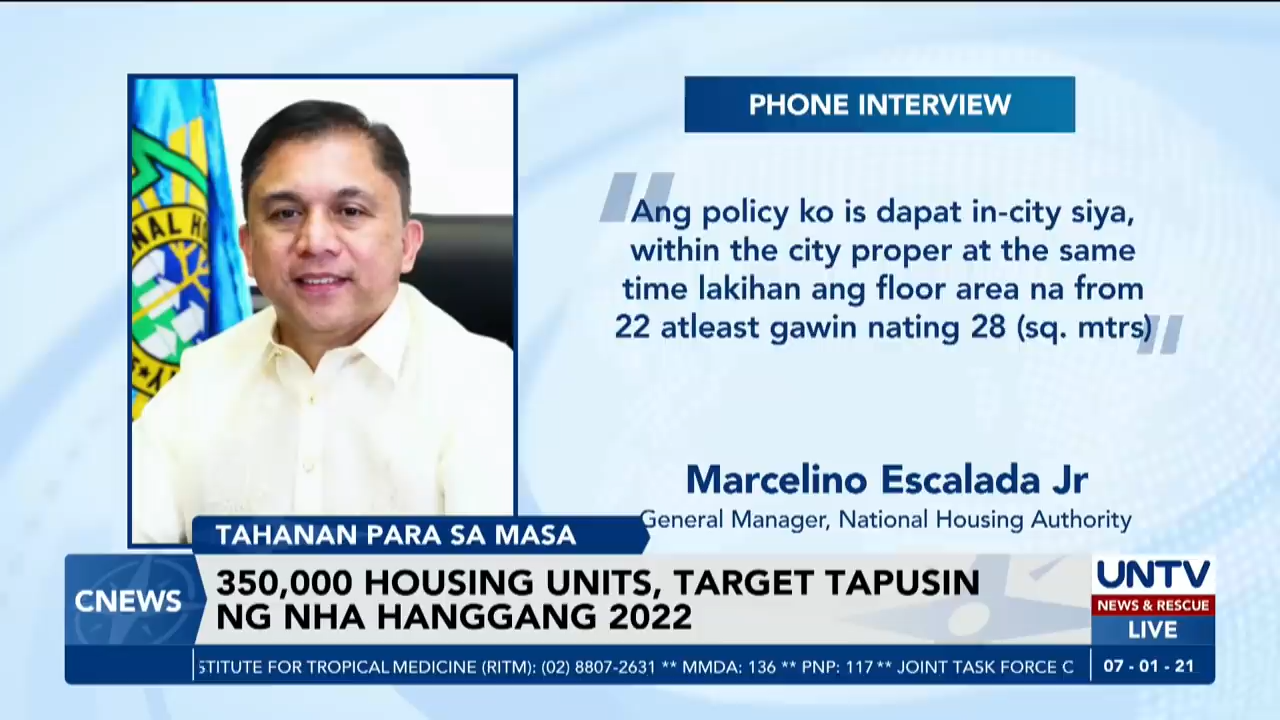 PHONE INTERVIEW
"Ang policy ko is dapat in-city siya,
within the city proper at the same
time lakihan ang floor area na from
22 atleast gawin nating 28 (sq. mtrs)"
Marcelino Escalada Jr
General Manager, National Housing Authority
TAHANAN PARA SA MASA
CNEWS
350,000 HOUSING UNITS, TARGET TAPUSIN
NG NHA HANGGANG 2022
UNTV
NEWS & RESCUE
LIVE
STITUTE FOR TROPICAL MEDICINE (RITM): (02) 8807-2631 ** MMDA: 136 ** PNP: 117 ** JOINT TASK FORCE C
07 - 01 - 21